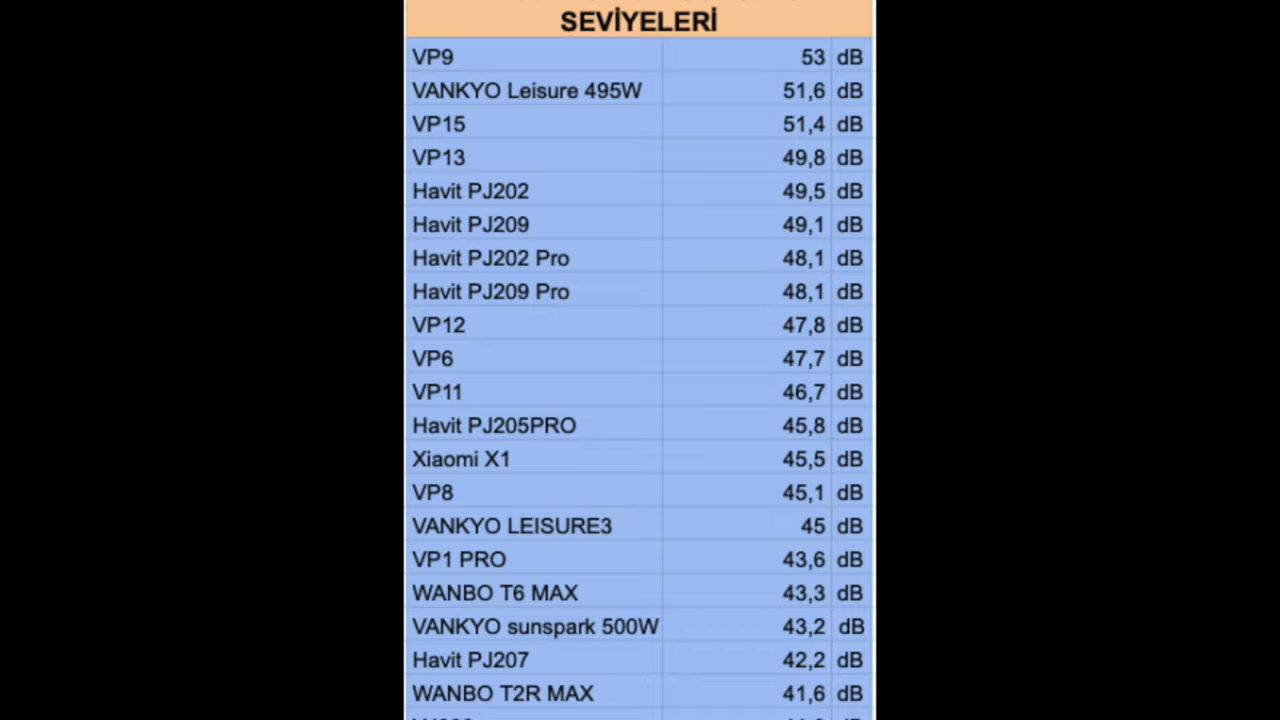 SEVİYELERİ
VP9 53 dB
VANKYO Leisure 495W 51,6 dB
VP15 51,4 dB
VP13 49,8 dB
Havit PJ202 49,5 dB
Havit PJ209 49,1 dB
Havit PJ202 Pro 48,1 dB
Havit PJ209 Pro 48,1 dB
VP12 47,8 dB
VP6 47,7 dB
VP11 46,7 dB
Havit PJ205PRO 45,8 dB
Xiaomi X1 45,5 dB
VP8 45,1 dB
VANKYO LEISURE3 45 dB
VP1 PRO 43,6 dB
WANBO T6 MAX 43,3 dB
VANKYO sunspark 500W 43,2 dB
Havit PJ207 42,2 dB
WANBO T2R MAX 41,6 dB